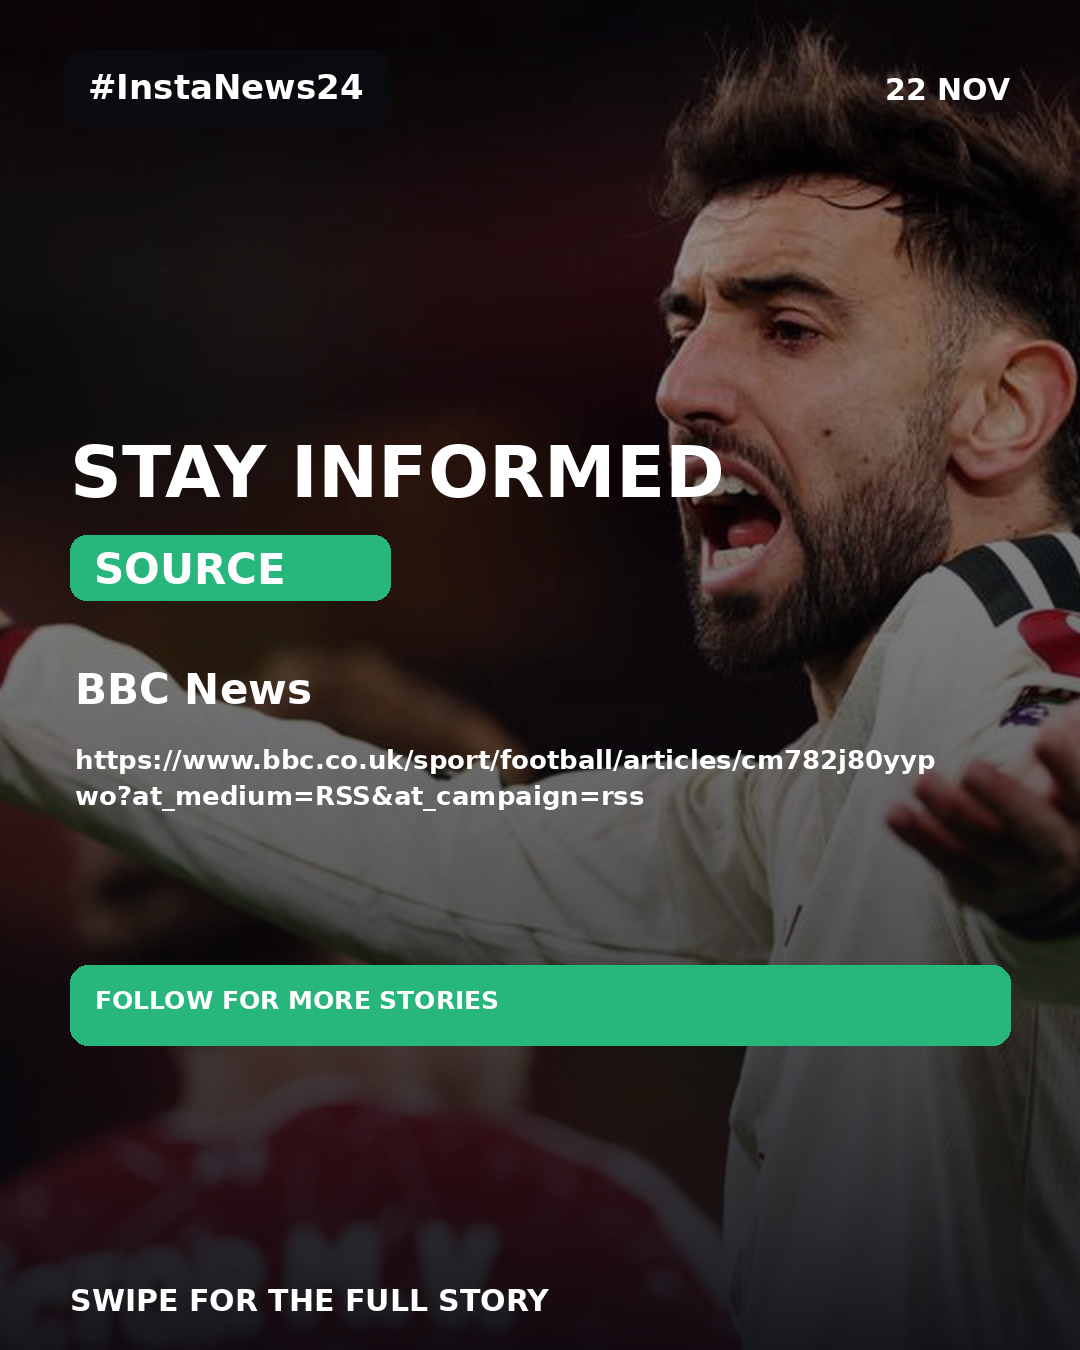 #InstaNews24
22 NOV
STAY INFORMED
SOURCE
BBC News
https://www.bbc.co.uk/sport/football/articles/cm782j80yyp
wo?at_medium=RSS&at_campaign=rss
FOLLOW FOR MORE STORIES
SWIPE FOR THE FULL STORY